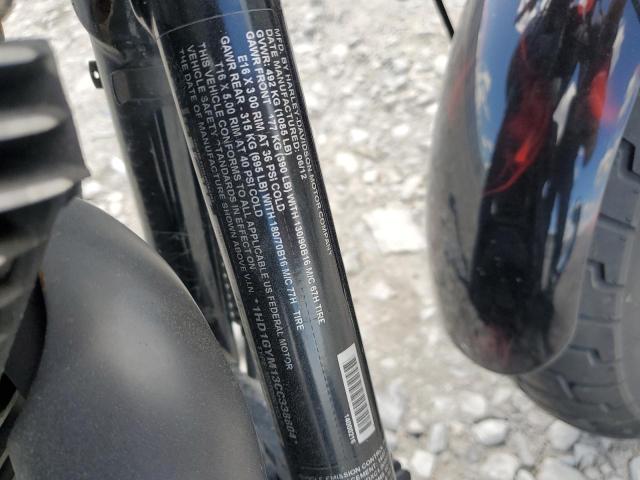 MFD. BY HARLEY-DAVIDSON MOTOR COMPANY
DATE MANUFACTURED: 06/12
GVWR: 492 KG (1085 LB)
GAWR FRONT - 177 KG (390 LB) WITH 130/90B16 M/C 67H TIRE
E16 X 3.00 RIM AT 36 PSI COLD
GAWR REAR - 315 KG (695 LB) WITH 180/70B16 M/C 77H TIRE
T16 X 5.00 RIM AT 40 PSI COLD
THIS VEHICLE CONFORMS TO ALL APPLICABLE US FEDERAL MOTOR
VEHICLE SAFETY STANDARDS IN EFFECT ON
THE DATE OF MANUFACTURE SHOWN ABOVE V.I.N.
*1HD1GYM13CC338804*
EMISSION CONTROL